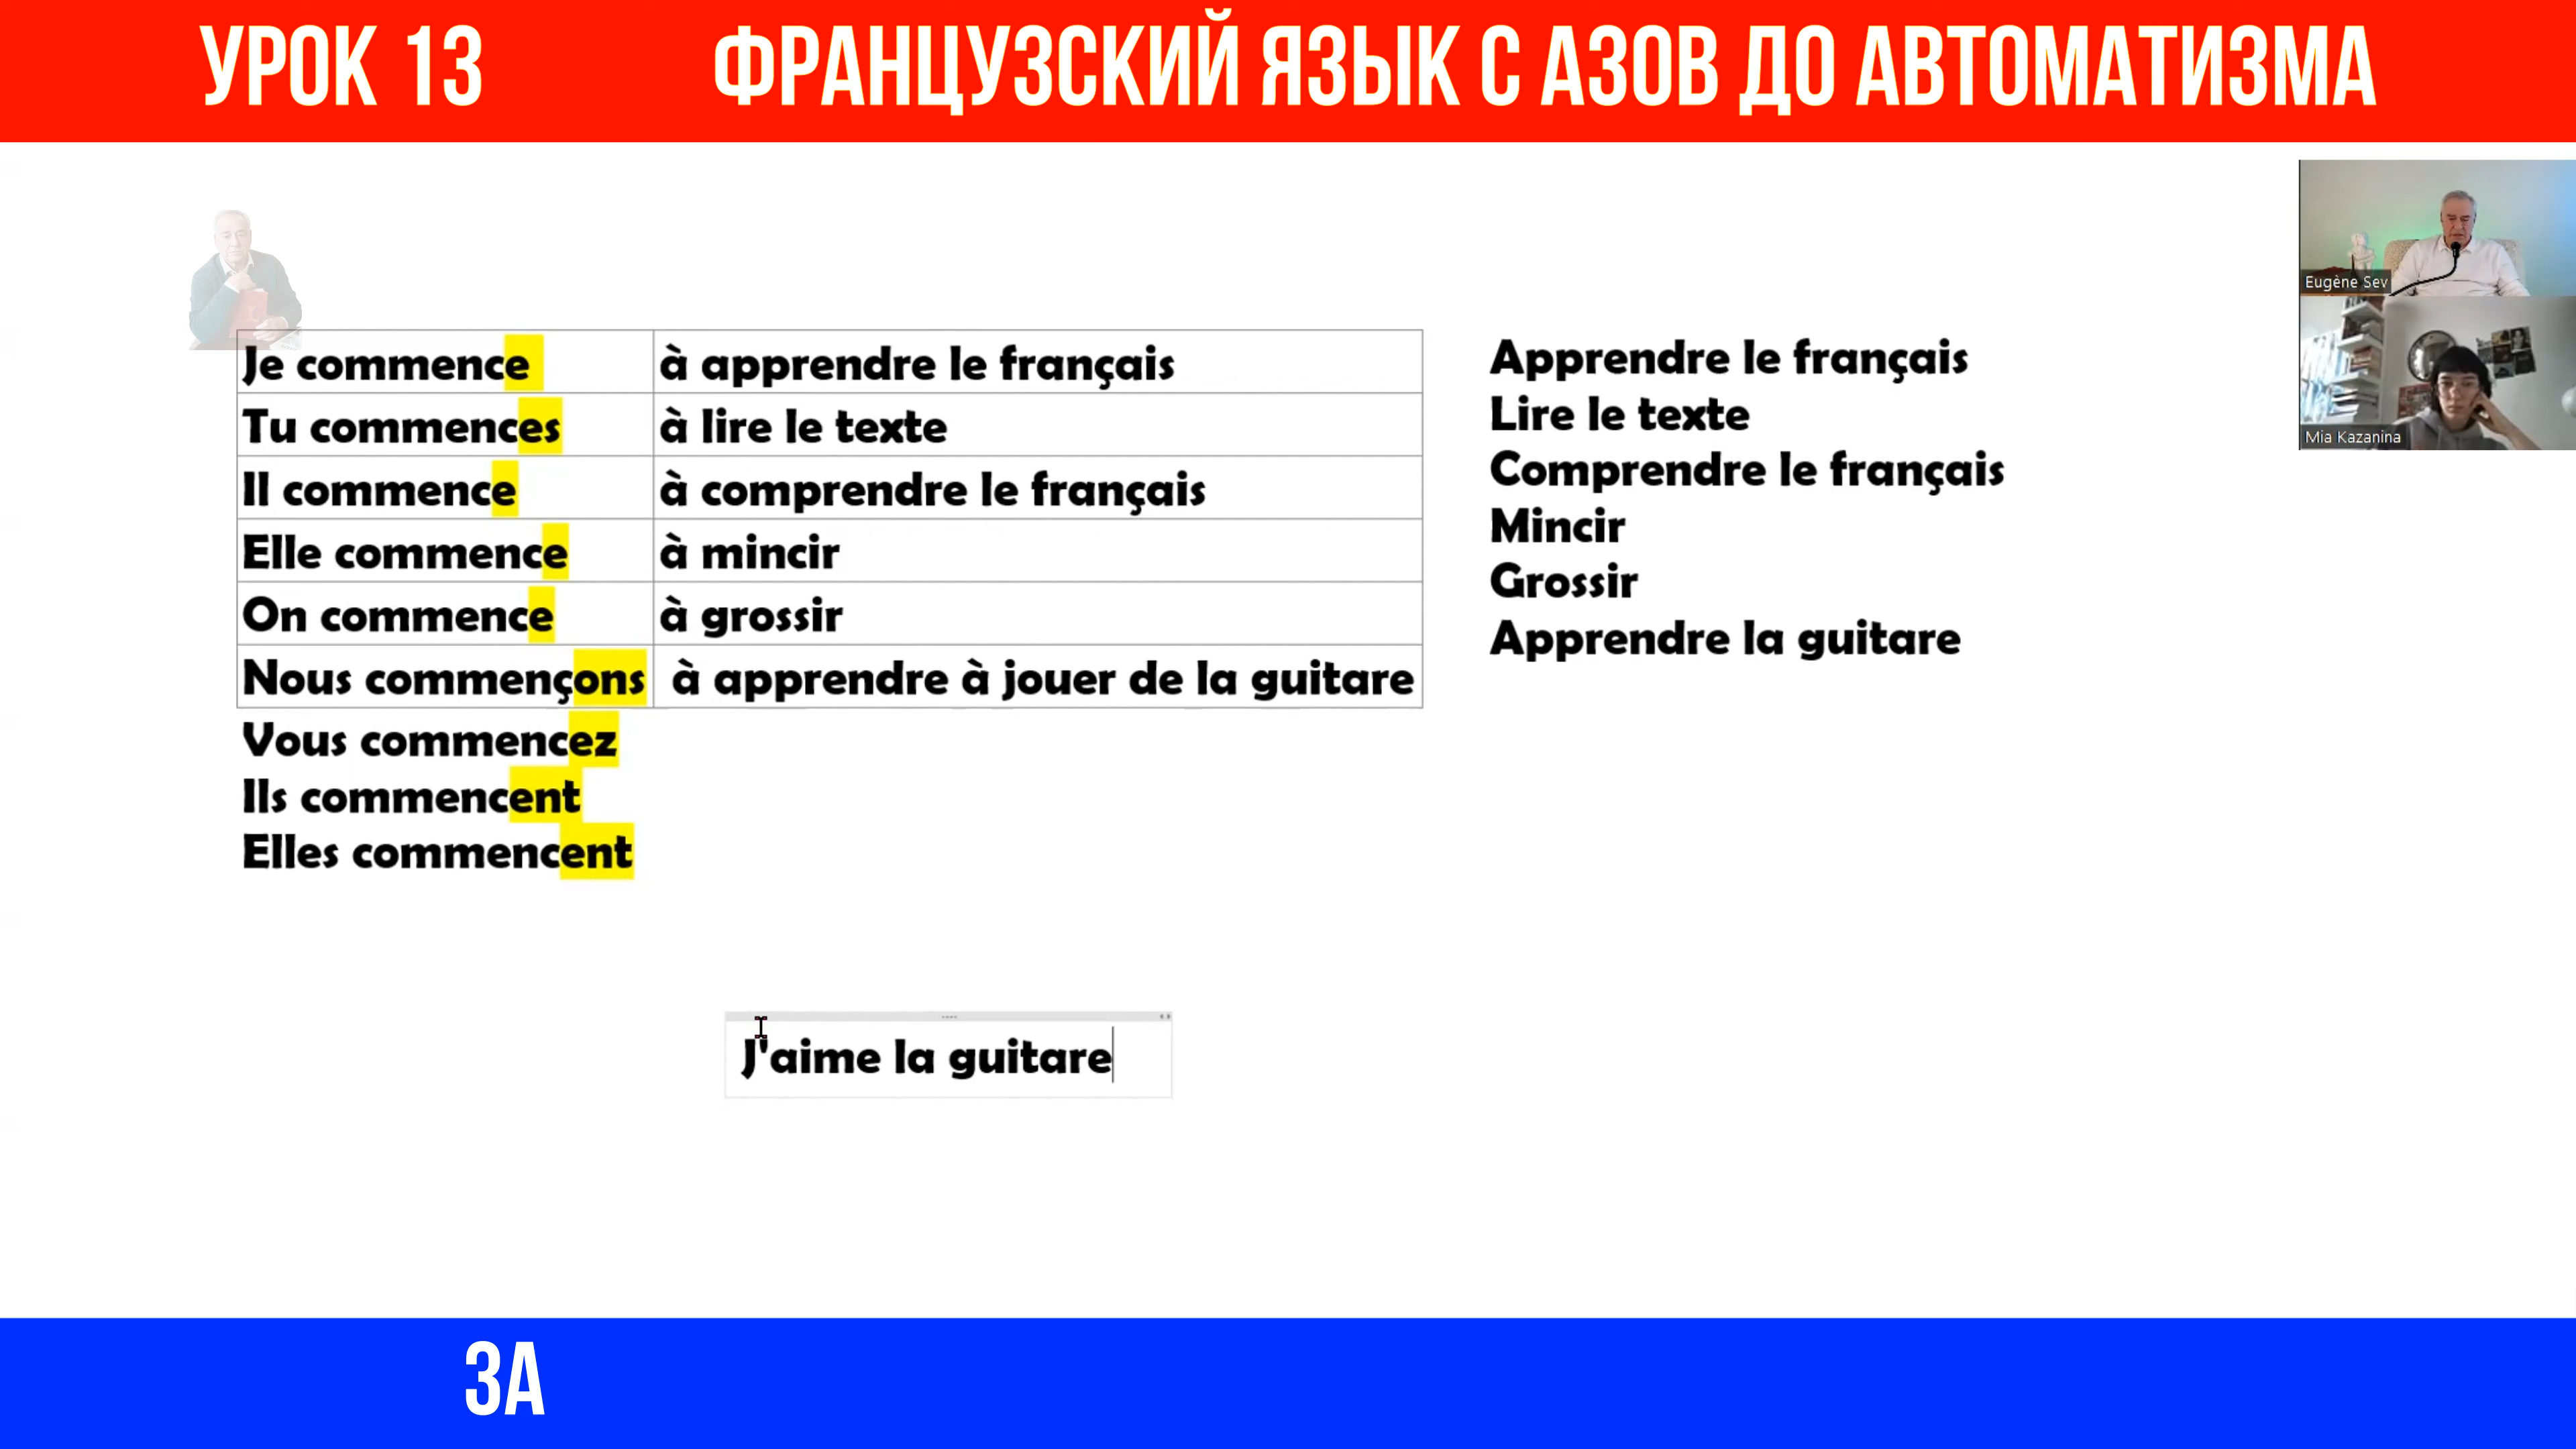 УРОК 13 ФРАНЦУЗСКИЙ ЯЗЫК С АЗОВ ДО АВТОМАТИЗМА
Eugène Sev
Mia Kazanina
Je commence à apprendre le français
Tu commences à lire le texte
Il commence à comprendre le français
Elle commence à mincir
On commence à grossir
Nous commençons à apprendre à jouer de la guitare
Vous commencez
Ils commencent
Elles commencent
Apprendre le français
Lire le texte
Comprendre le français
Mincir
Grossir
Apprendre la guitare
J'aime la guitare
ЗА